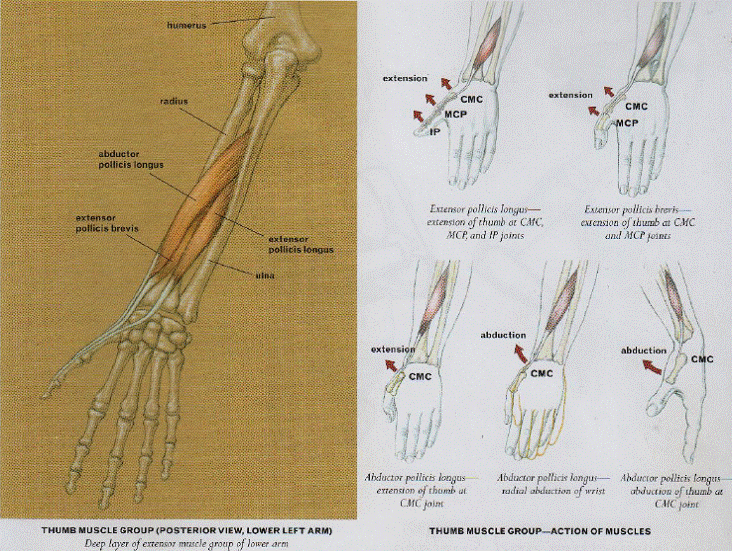 humerus
radius
abductor
pollicis longus
extensor
pollicis brevis
extensor
pollicis longus
ulna
THUMB MUSCLE GROUP (POSTERIOR VIEW, LOWER LEFT ARM)
Deep layer of extensor muscle group of lower arm
extension
CMC
MCP
IP
Extensor pollicis longus—
extension of thumb at CMC,
MCP, and IP joints
extension
CMC
MCP
Extensor pollicis brevis—
extension of thumb at CMC
and MCP joints
extension
CMC
Abductor pollicis longus—
extension of thumb at
CMC joint
abduction
CMC
Abductor pollicis longus—
radial abduction of wrist
abduction
CMC
Abductor pollicis longus—
abduction of thumb at
CMC joint
THUMB MUSCLE GROUP—ACTION OF MUSCLES